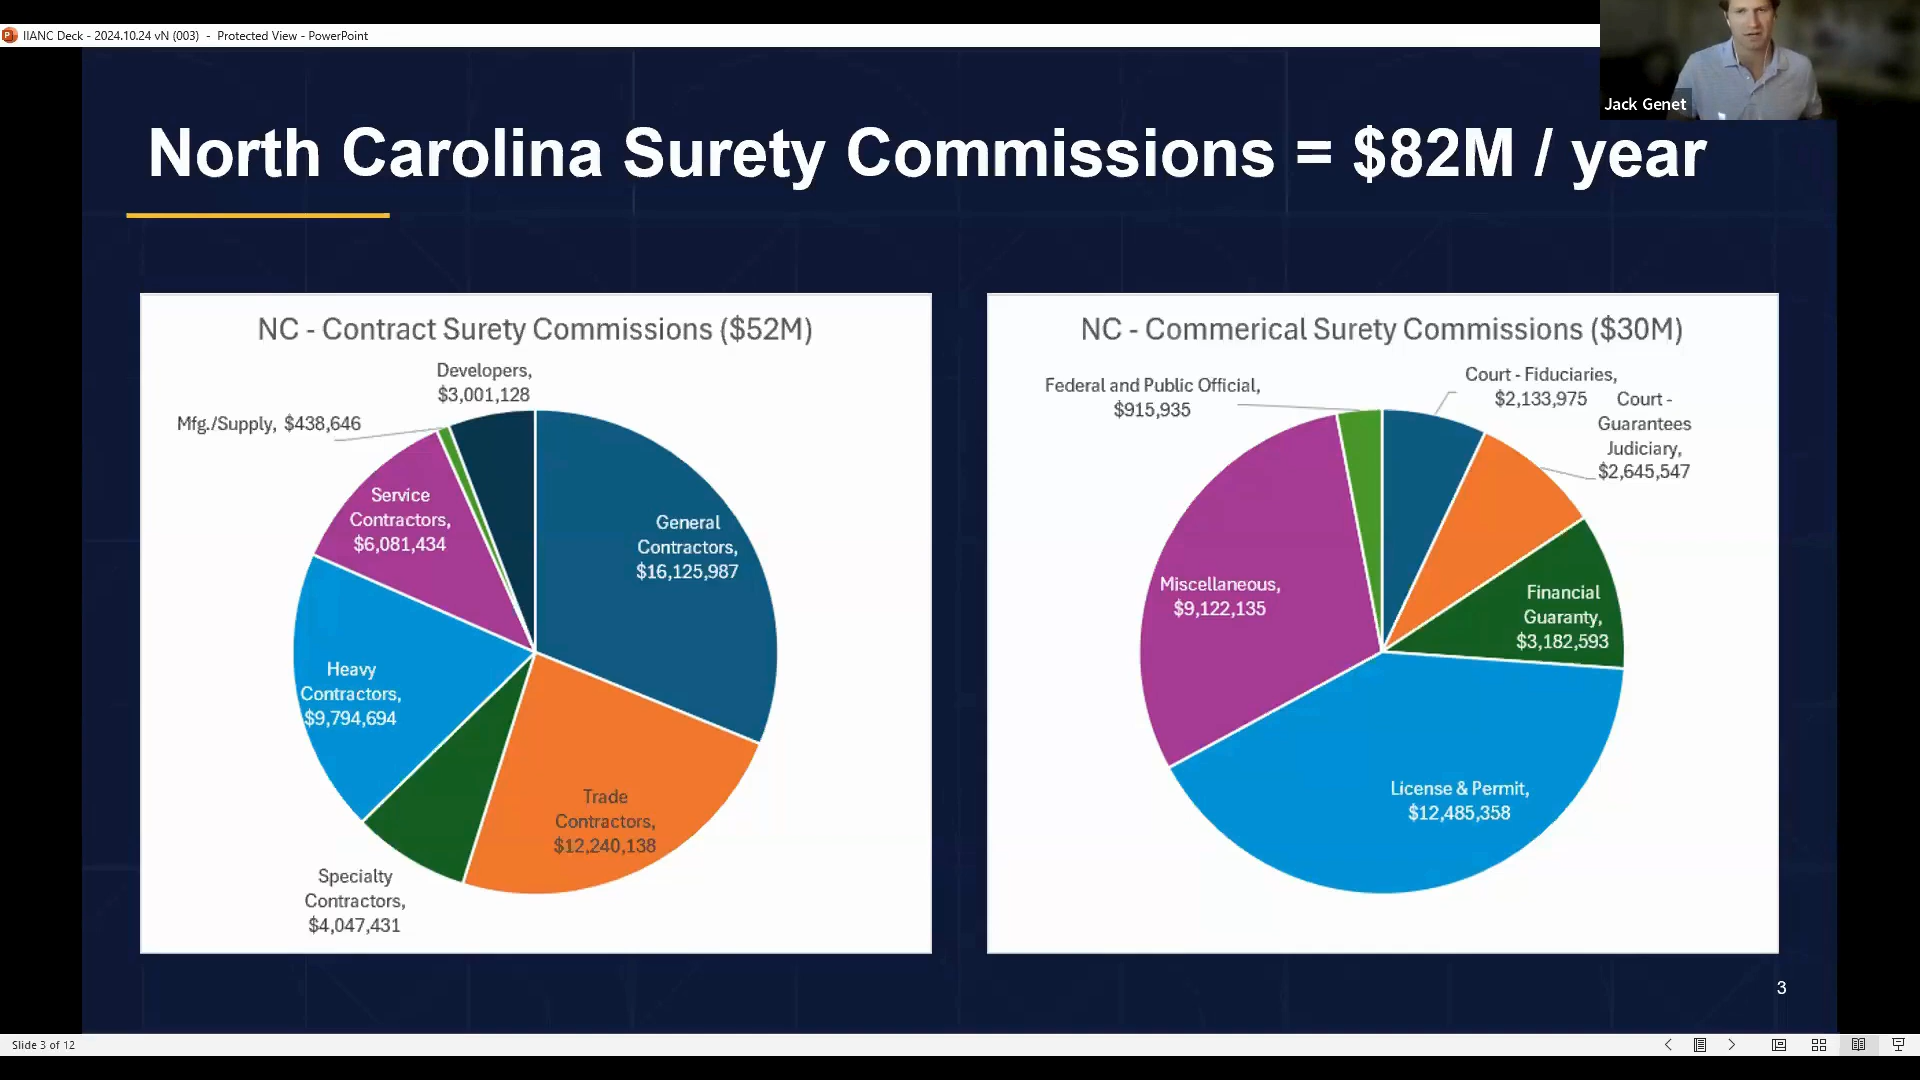 IIANC Deck - 2024.10.24 vN (003)  -  Protected View - PowerPoint
Jack Genet
North Carolina Surety Commissions = $82M / year
NC - Contract Surety Commissions ($52M)
Developers,
$3,001,128
Mfg./Supply, $438,646
Service
Contractors,
$6,081,434
General
Contractors,
$16,125,987
Heavy
Contractors,
$9,794,694
Trade
Contractors,
$12,240,138
Specialty
Contractors,
$4,047,431
NC - Commerical Surety Commissions ($30M)
Federal and Public Official,
$915,935
Court - Fiduciaries,
$2,133,975
Court -
Guarantees
Judiciary,
$2,645,547
Miscellaneous,
$9,122,135
Financial
Guaranty,
$3,182,593
License & Permit,
$12,485,358
3
Slide 3 of 12